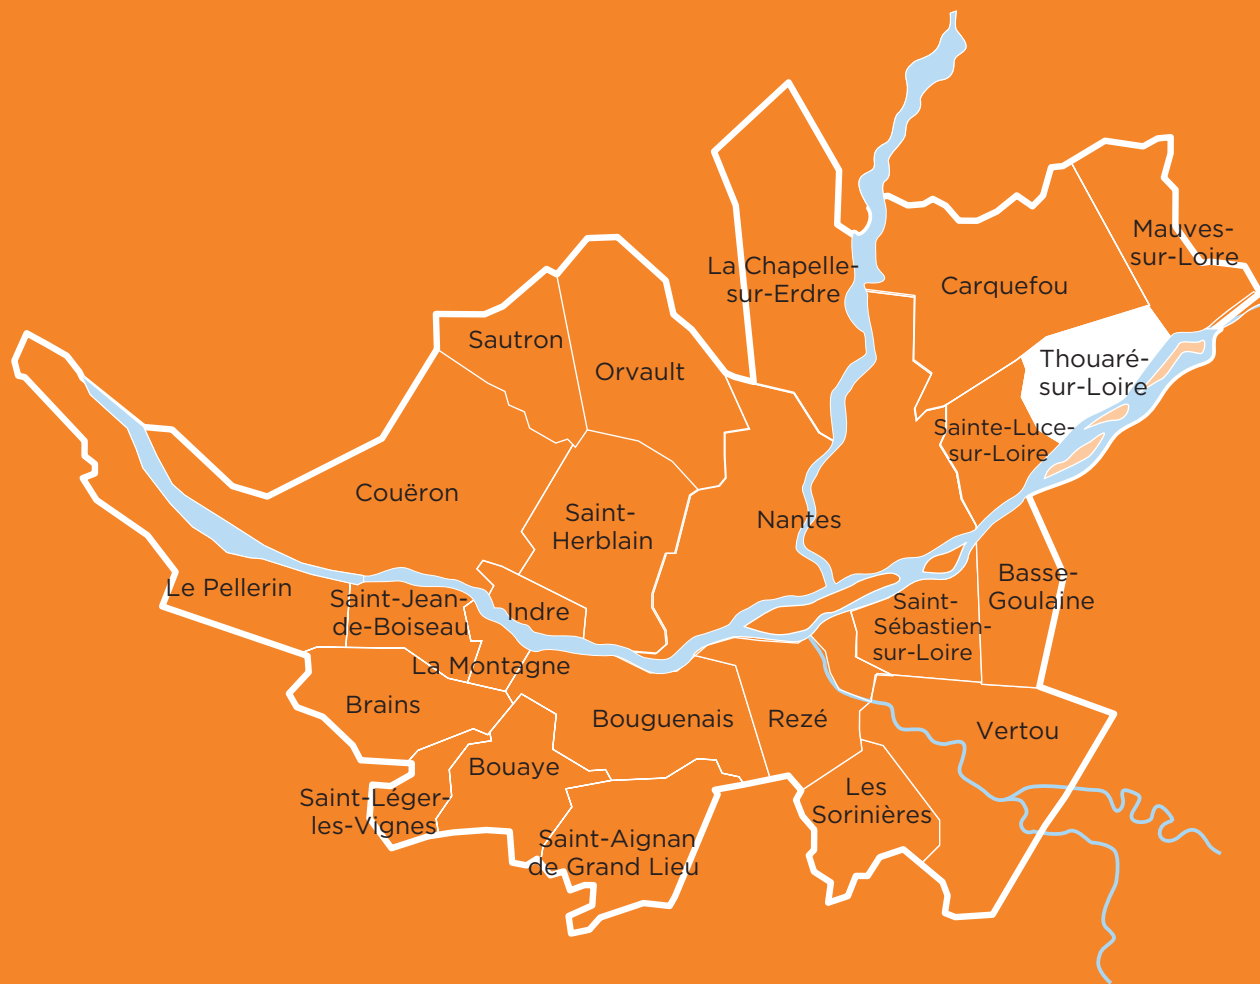 Mauves-
sur-Loire
La Chapelle-
sur-Erdre
Carquefou
Sautron
Orvault
Thouaré-
sur-Loire
Sainte-Luce-
sur-Loire
Couëron
Saint-
Herblain
Nantes
Le Pellerin
Saint-Jean-
de-Boiseau
Indre
Basse-
Goulaine
Saint-
Sébastien-
sur-Loire
La Montagne
Brains
Bouguenais
Rezé
Vertou
Bouaye
Saint-Léger-
les-Vignes
Les
Sorinières
Saint-Aignan
de Grand Lieu